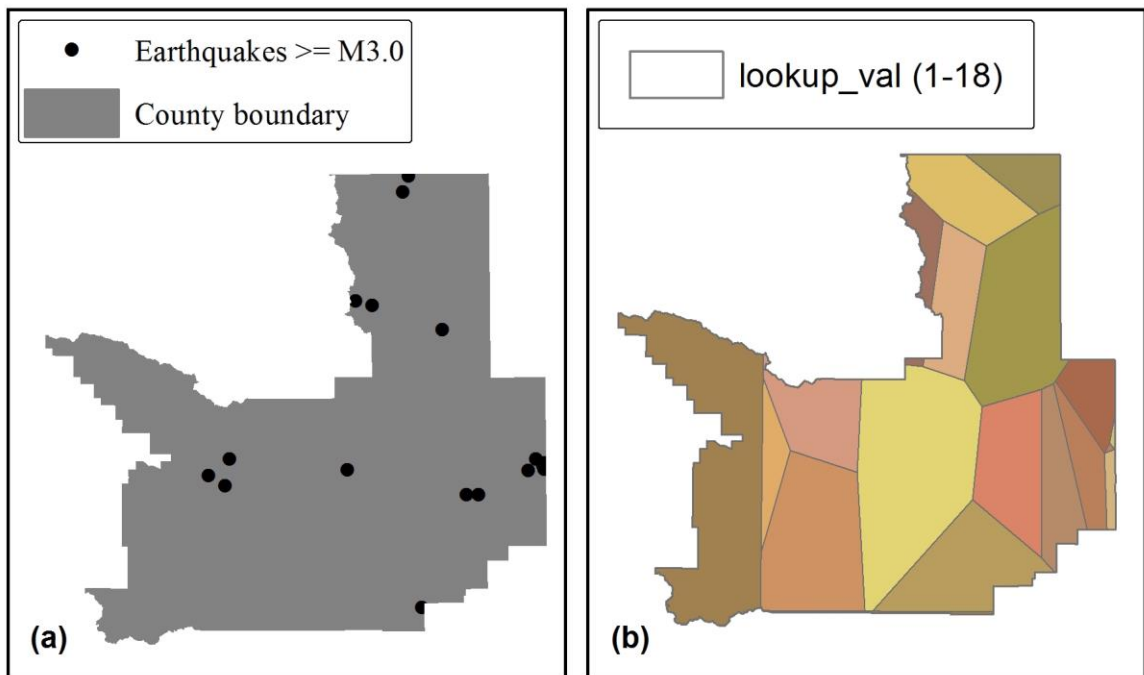 Earthquakes >= M3.0
County boundary
(a)
lookup_val (1-18)
(b)